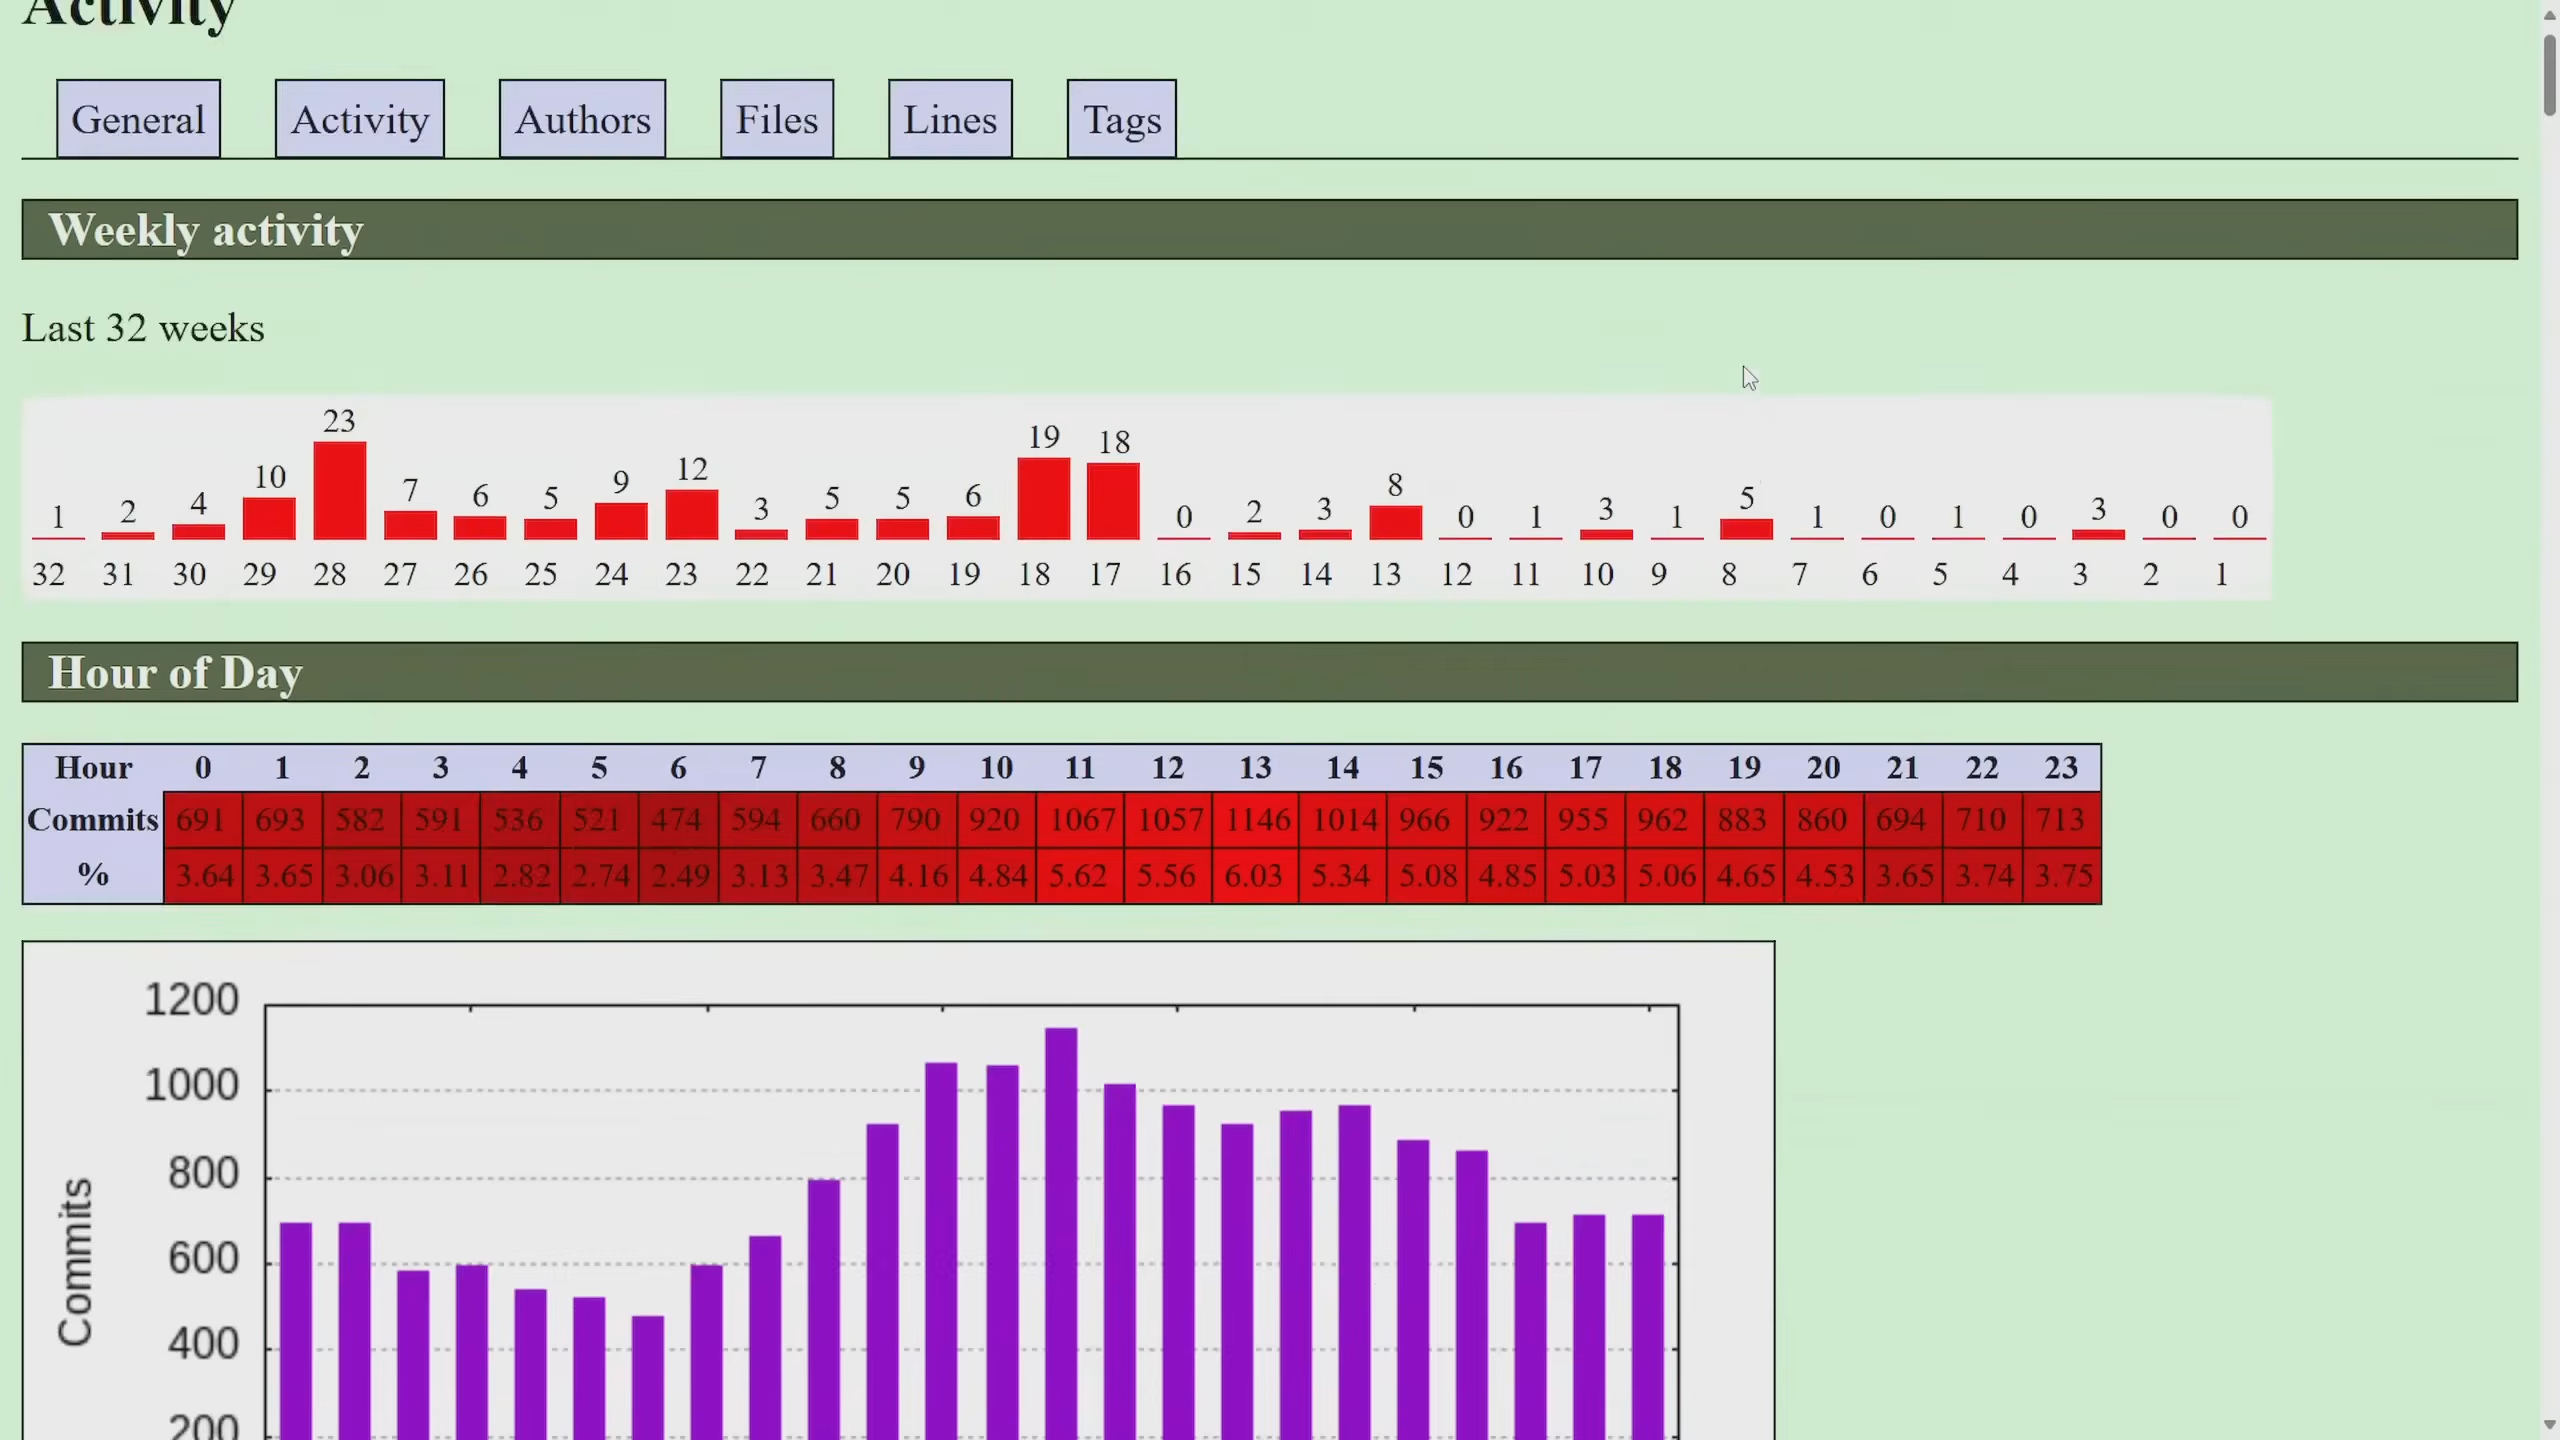 Activity
General Activity Authors Files Lines Tags
Weekly activity
Last 32 weeks
1 2 4 10 23 7 6 5 9 12 3 5 5 6 19 18 0 2 3 8 0 1 3 1 5 1 0 1 0 3 0 0
32 31 30 29 28 27 26 25 24 23 22 21 20 19 18 17 16 15 14 13 12 11 10 9 8 7 6 5 4 3 2 1
Hour of Day
Hour 0 1 2 3 4 5 6 7 8 9 10 11 12 13 14 15 16 17 18 19 20 21 22 23
Commits 691 693 582 591 536 521 474 594 660 790 920 1067 1057 1146 1014 966 922 955 962 883 860 694 710 713
% 3.64 3.65 3.06 3.11 2.82 2.74 2.49 3.13 3.47 4.16 4.84 5.62 5.56 6.03 5.34 5.08 4.85 5.03 5.06 4.65 4.53 3.65 3.74 3.75
1200
1000
800
600
400
200
Commits